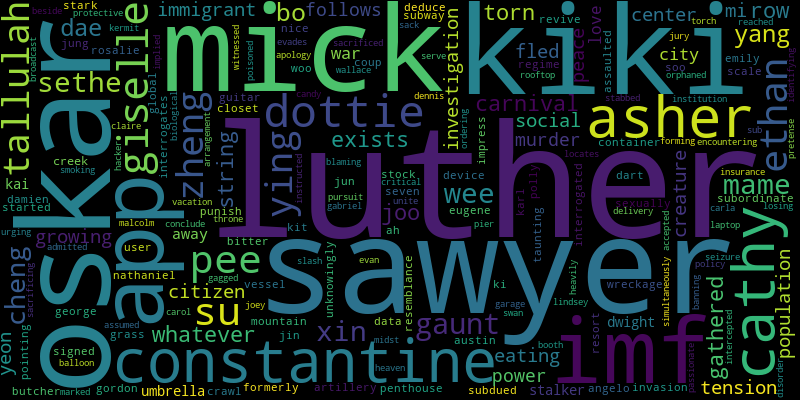 mick
kiki
luther
sawyer
oskar
imf
constantine
asher
app
dottie
giselle
cathy
tallulah
ethan
sethe
dae
immigrant
bo
follows
torn
center
mirow
yang
nice
apology
woo
war
coup
wallace
deduce
subway
sack
serve
fled
regime
rooftop
peace
love
assaulted
city
soo
orphaned
jury
emily
scale
revive
torch
reached
beside
identifying
stark
protective
kermit
jung
rosalie
broadcast
implied
witnessed
poisoned
evades
sacrificed
candy
guitar
closet
global
interrogates
biological
arrangement
hacker
claire
creek
smoking
kai
damien
started
urging
growing
admitted
zheng
string
ying
exists
investigation
dennis
ordering
carnival
social
impress
murder
container
stabbed
institution
sub
forming
encountering
pretense
wee
joo
jun
stock
critical
seven
device
pursuit
unite
gabriel
blaming
instructed
kit
ah
eugene
pier
karl
polly
dart
interrogated
locates
sexually
creature
insurance
mame
subordinate
delivery
carla
losing
accepted
laptop
vacation
throne
punish
malcolm
conclude
away
bitter
user
nathaniel
cheng
pee
slash
gagged
evan
unknowingly
resemblance
ki
taunting
heavily
garage
swan
lindsey
wreckage
simultaneously
seizure
policy
banning
population
citizen
vessel
su
carol
joey
mountain
xin
data
jin
gaunt
austin
midst
booth
resort
dwight
gathered
intercepted
passionate
disorder
george
assumed
grass
whatever
yeon
pointing
signed
balloon
eating
power
heaven
butcher
marked
gordon
umbrella
crawl
formerly
artillery
penthouse
subdued
stalker
angelo
invasion
tension
sacrificing